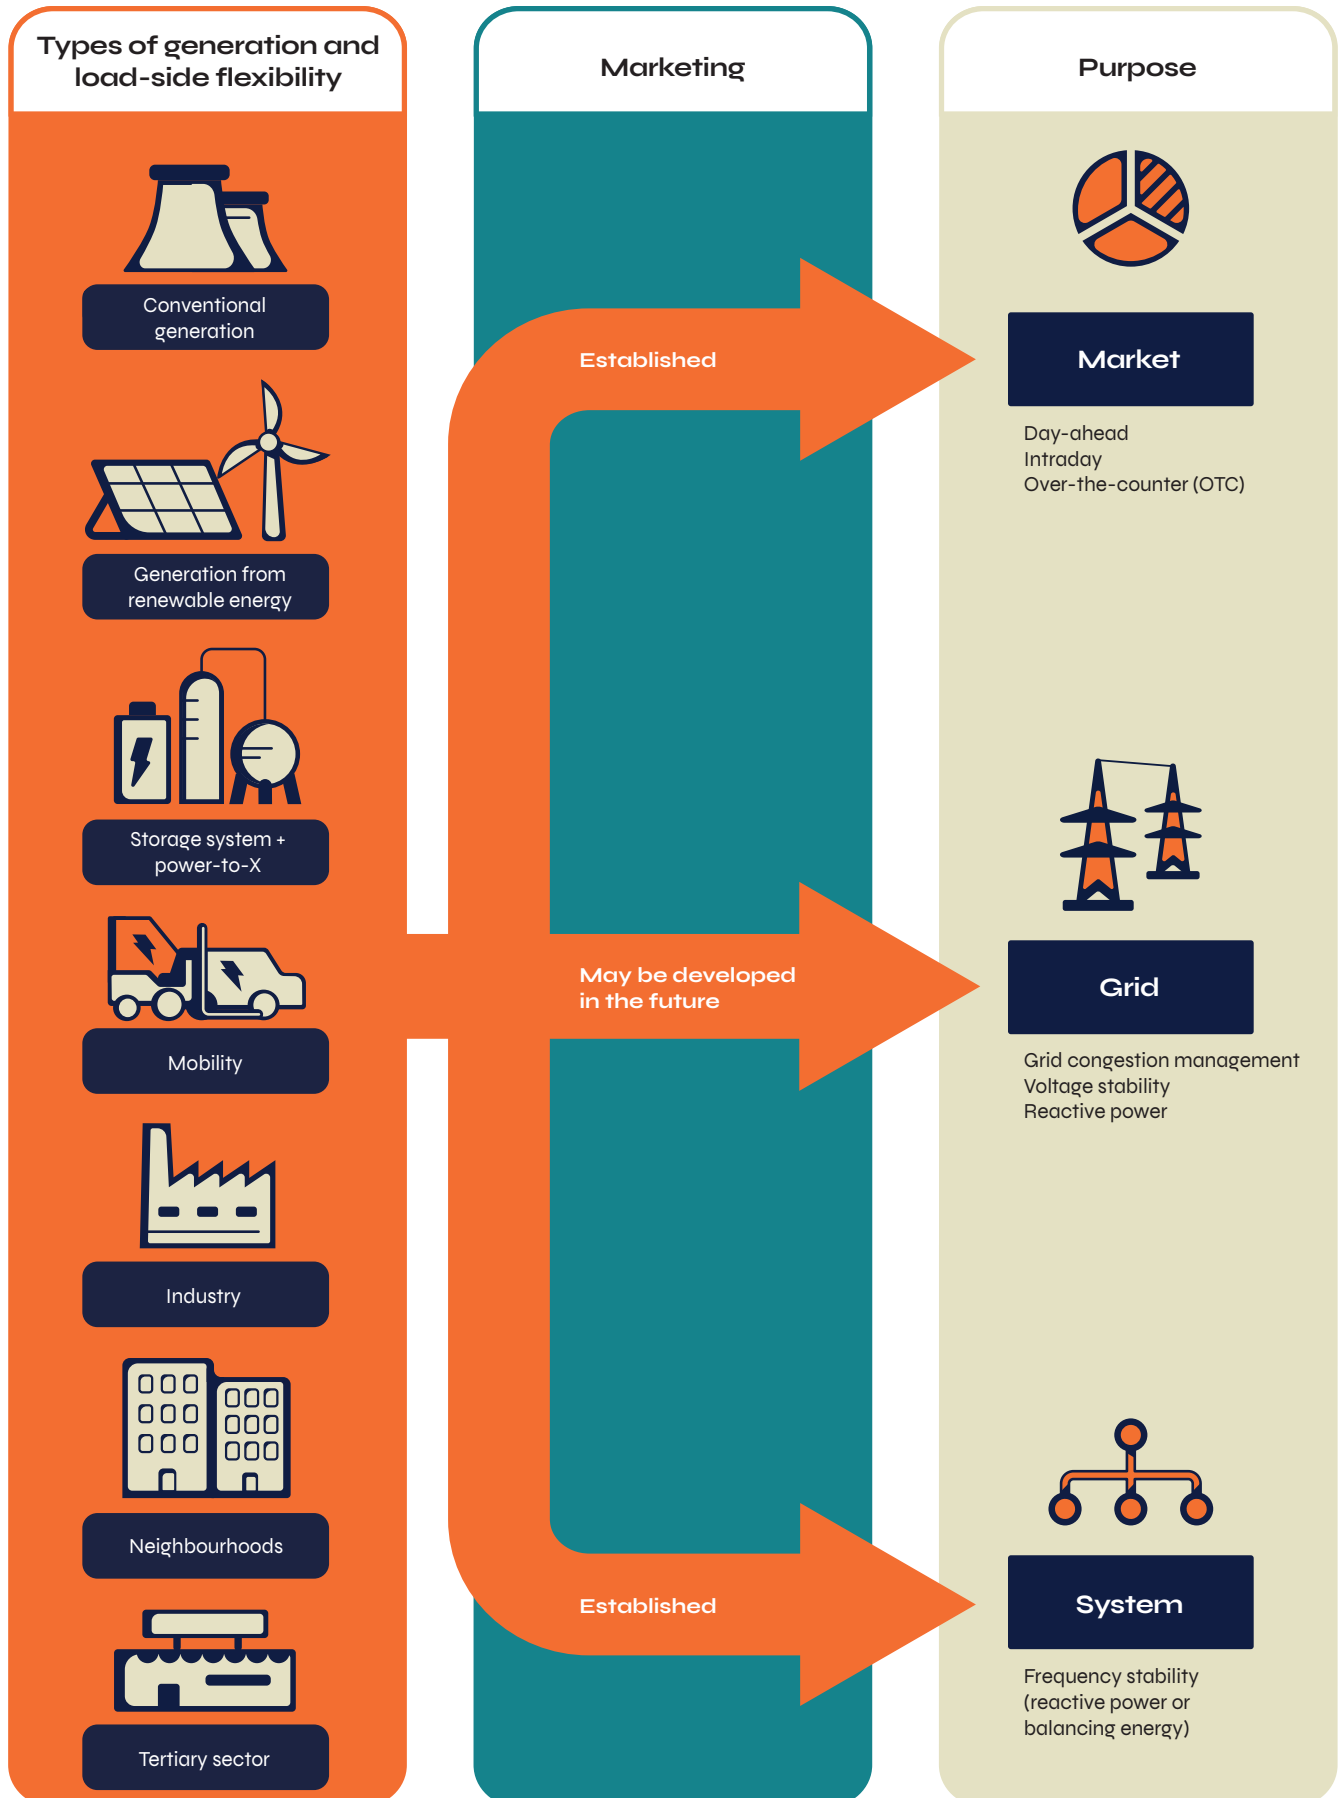 Types of generation and
load-side flexibility
Conventional
generation
Generation from
renewable energy
Storage system +
power-to-X
Mobility
Industry
Neighbourhoods
Tertiary sector
Marketing
Established
May be developed
in the future
Established
Purpose
Market
Day-ahead
Intraday
Over-the-counter (OTC)
Grid
Grid congestion management
Voltage stability
Reactive power
System
Frequency stability
(reactive power or
balancing energy)